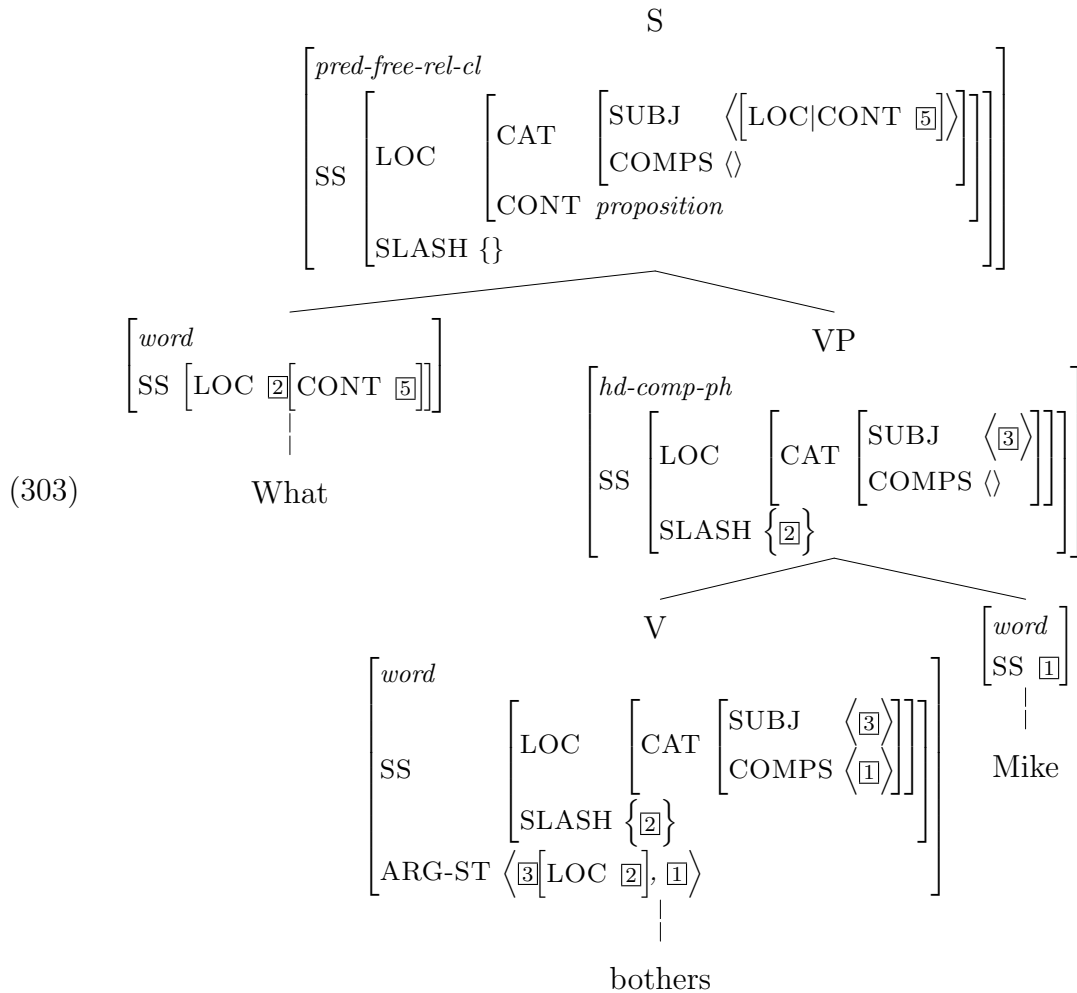 S
pred-free-rel-cl
SS LOC CAT SUBJ ⟨[LOC|CONT 5]⟩
COMPS ⟨⟩
CONT proposition
SLASH {}
word
SS [LOC 2[CONT 5]]
What
VP
hd-comp-ph
SS LOC CAT SUBJ ⟨3⟩
COMPS ⟨⟩
SLASH {2}
(303)
V
word
SS LOC CAT SUBJ ⟨3⟩
COMPS ⟨1⟩
SLASH {2}
ARG-ST ⟨3[LOC 2], 1⟩
bothers
word
SS 1
Mike